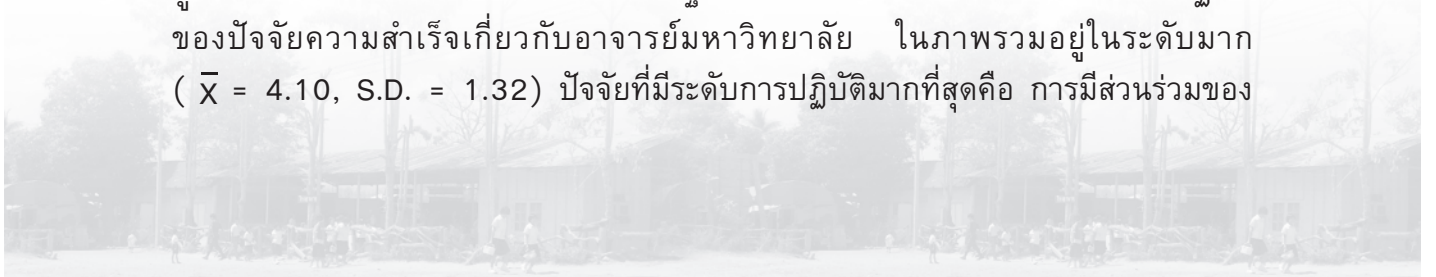 ของปัจจัยความสำเร็จเกี่ยวกับอาจารย์มหาวิทยาลัย ในภาพรวมอยู่ในระดับมาก
( x̄ = 4.10, S.D. = 1.32) ปัจจัยที่มีระดับการปฏิบัติมากที่สุดคือ การมีส่วนร่วมของ